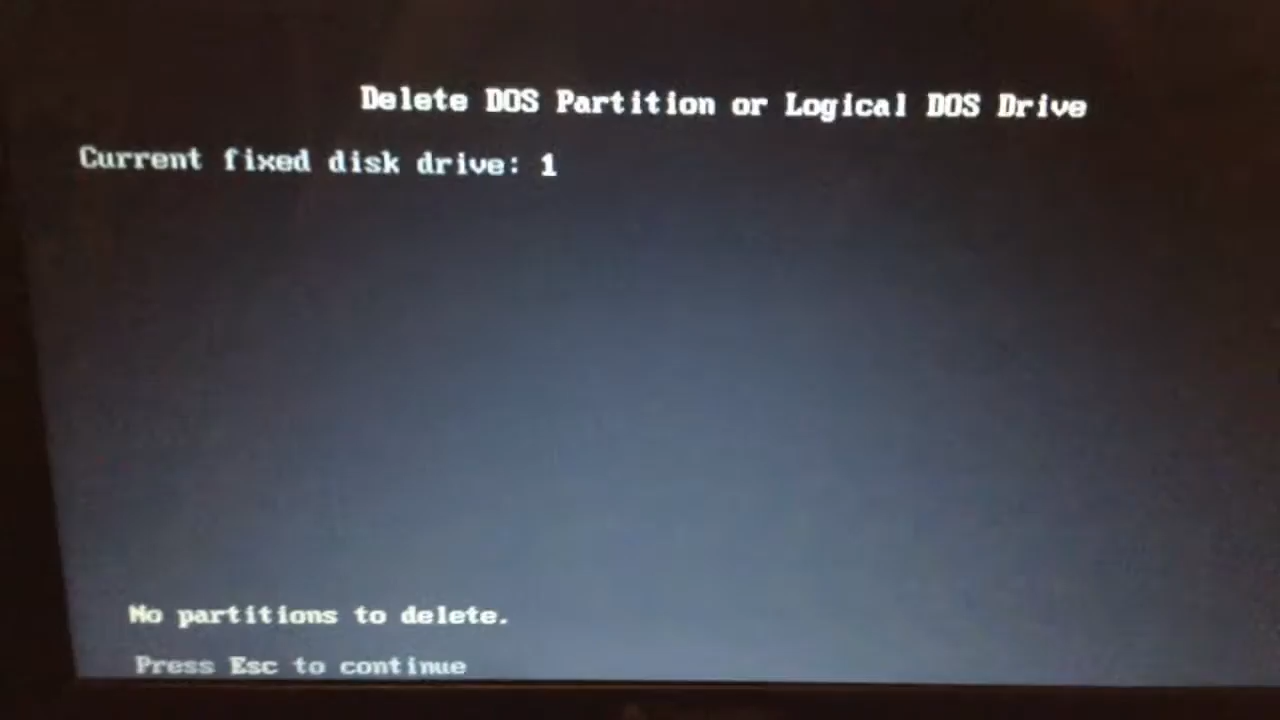 Delete DOS Partition or Logical DOS Drive
Current fixed disk drive: 1
No partitions to delete.
Press Esc to continue